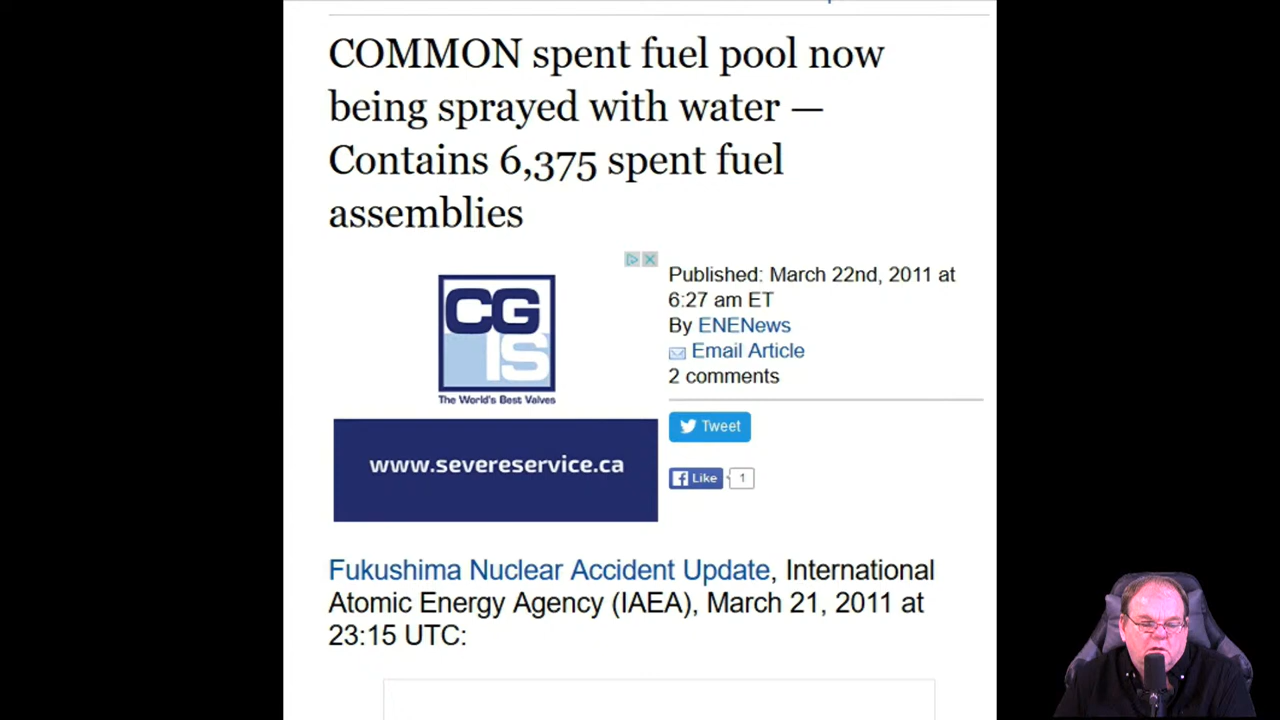 COMMON spent fuel pool now
being sprayed with water —
Contains 6,375 spent fuel
assemblies
CG
IS
The World's Best Valves
www.severeservice.ca
Published: March 22nd, 2011 at
6:27 am ET
By ENENews
Email Article
2 comments
Tweet
Like 1
Fukushima Nuclear Accident Update, International
Atomic Energy Agency (IAEA), March 21, 2011 at
23:15 UTC: